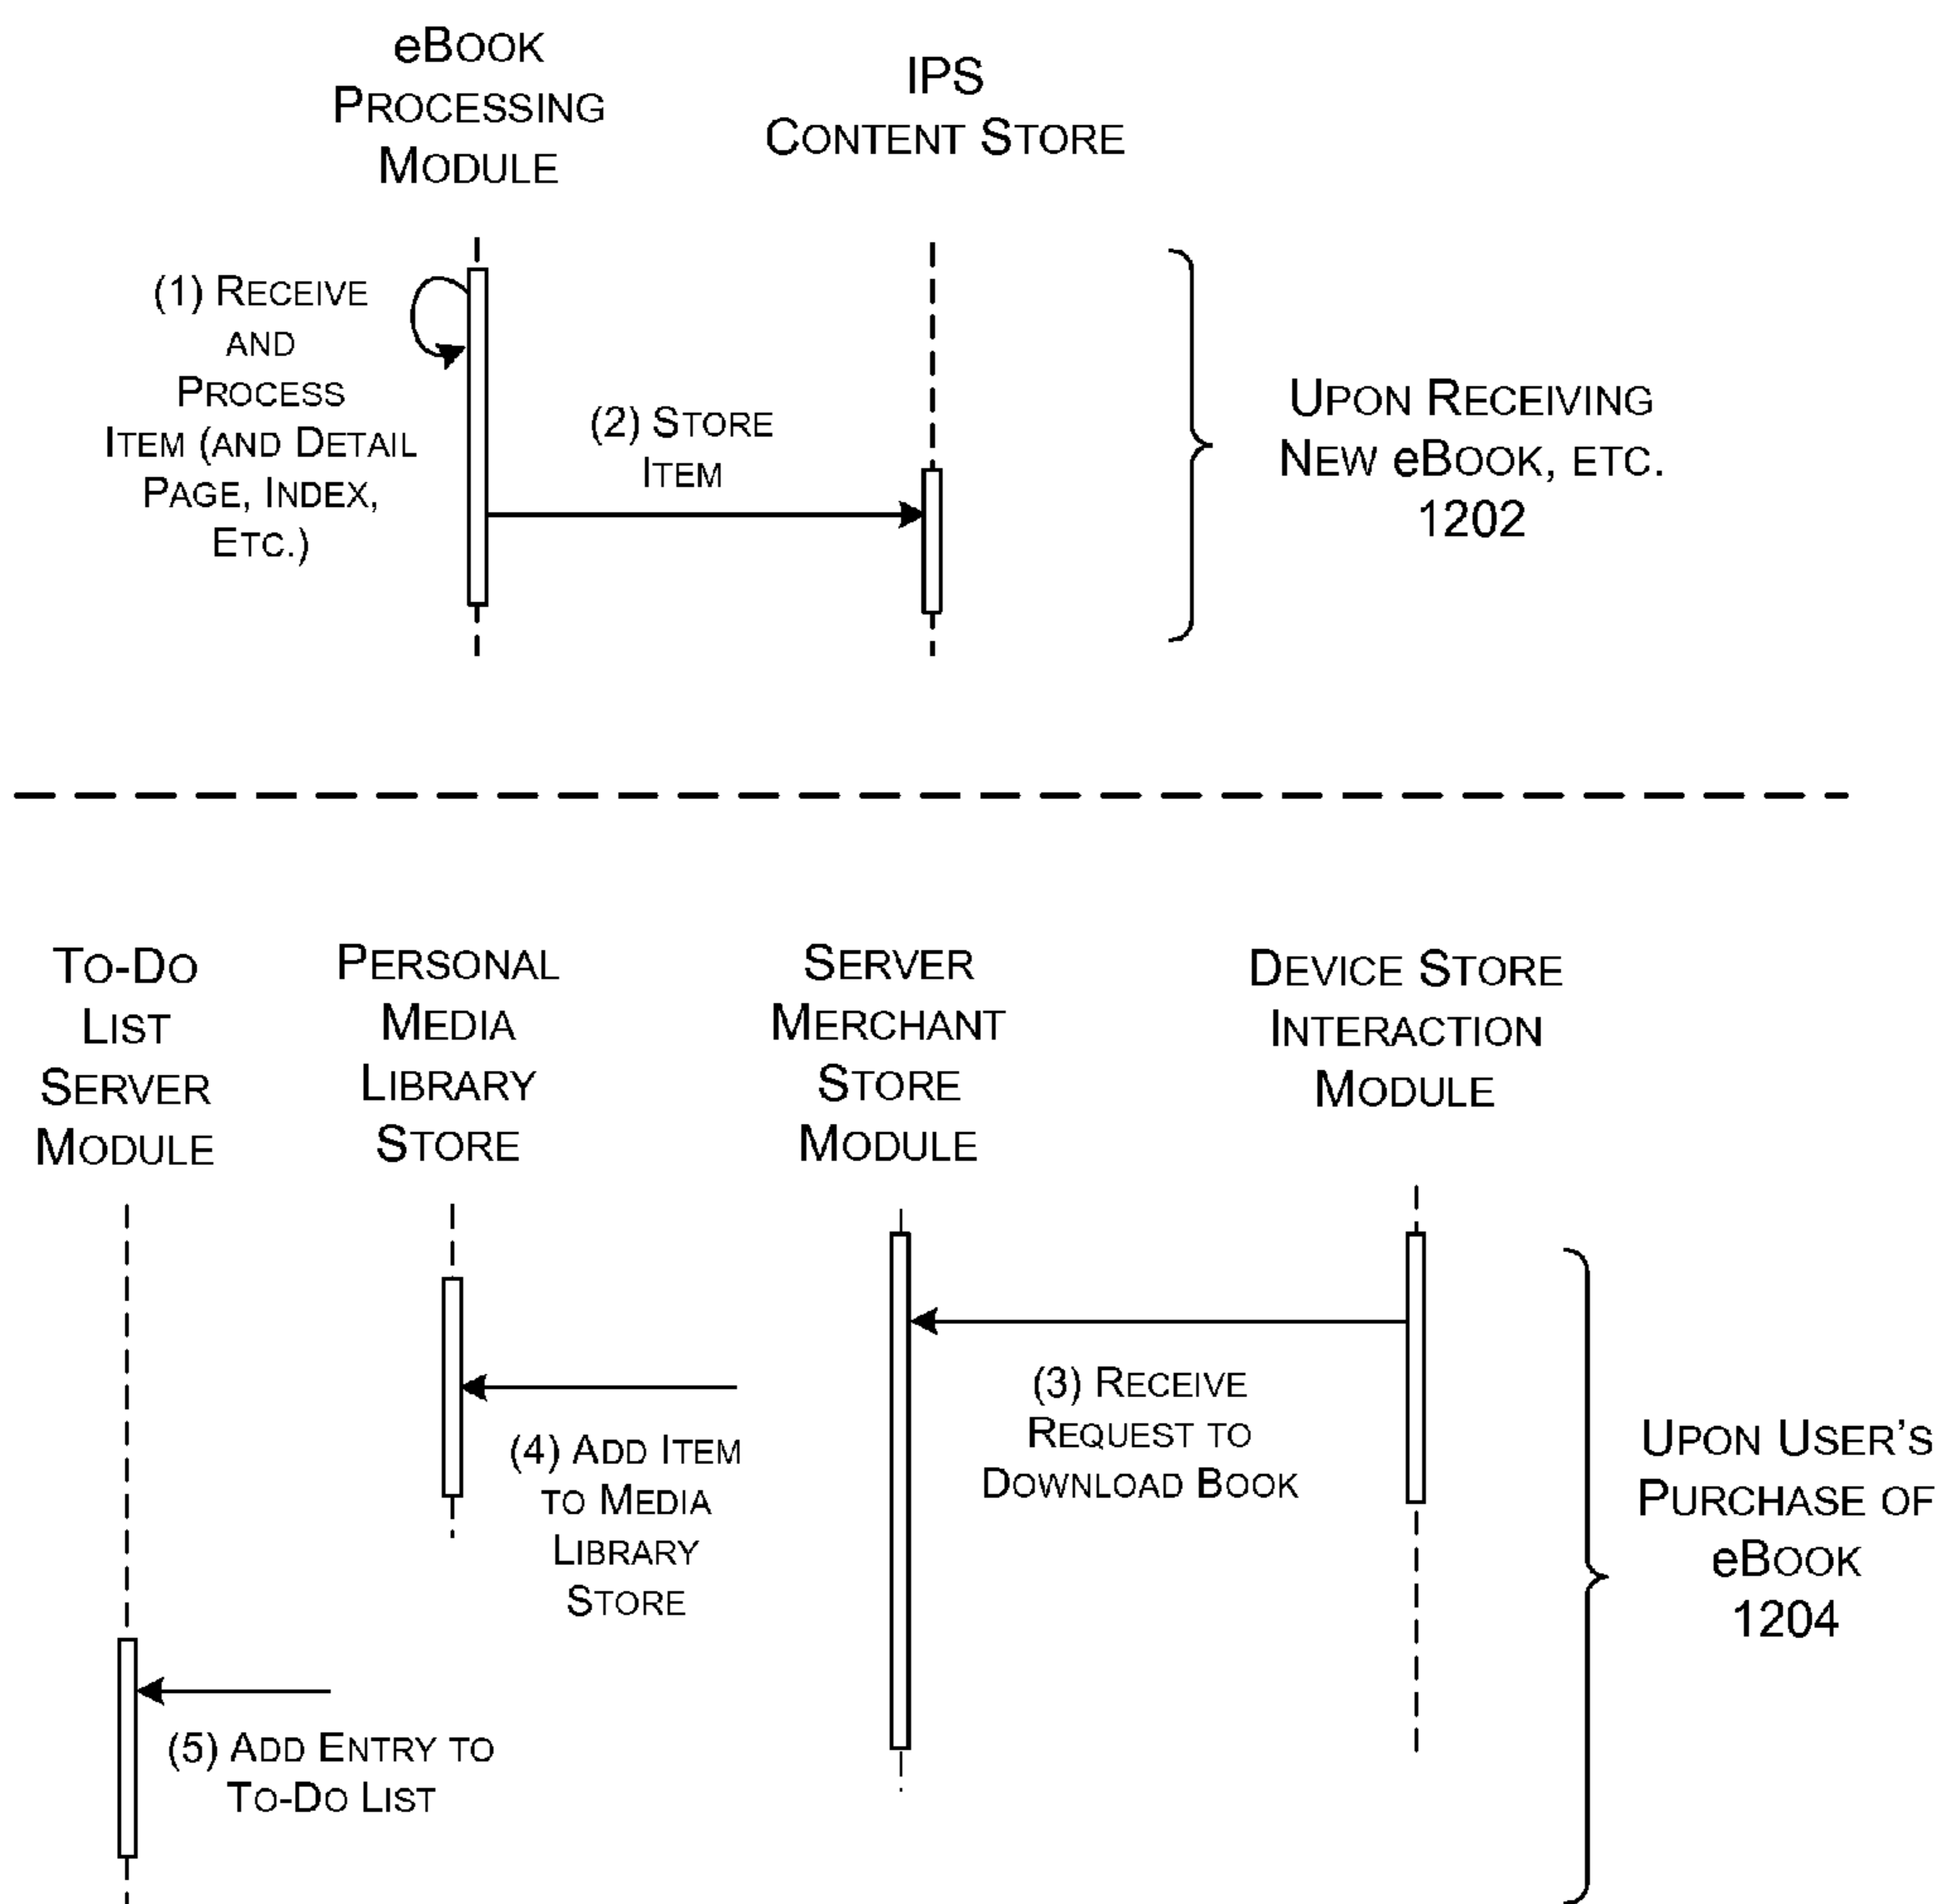 eBook
Processing
Module
IPS
Content Store
(1) Receive
and
Process
Item (and Detail
Page, Index,
Etc.)
(2) Store
Item
Upon Receiving
New eBook, etc.
1202
To-Do
List
Server
Module
Personal
Media
Library
Store
Server
Merchant
Store
Module
Device Store
Interaction
Module
(3) Receive
Request to
Download Book
(4) Add Item
to Media
Library
Store
(5) Add Entry to
To-Do List
Upon User's
Purchase of
eBook
1204